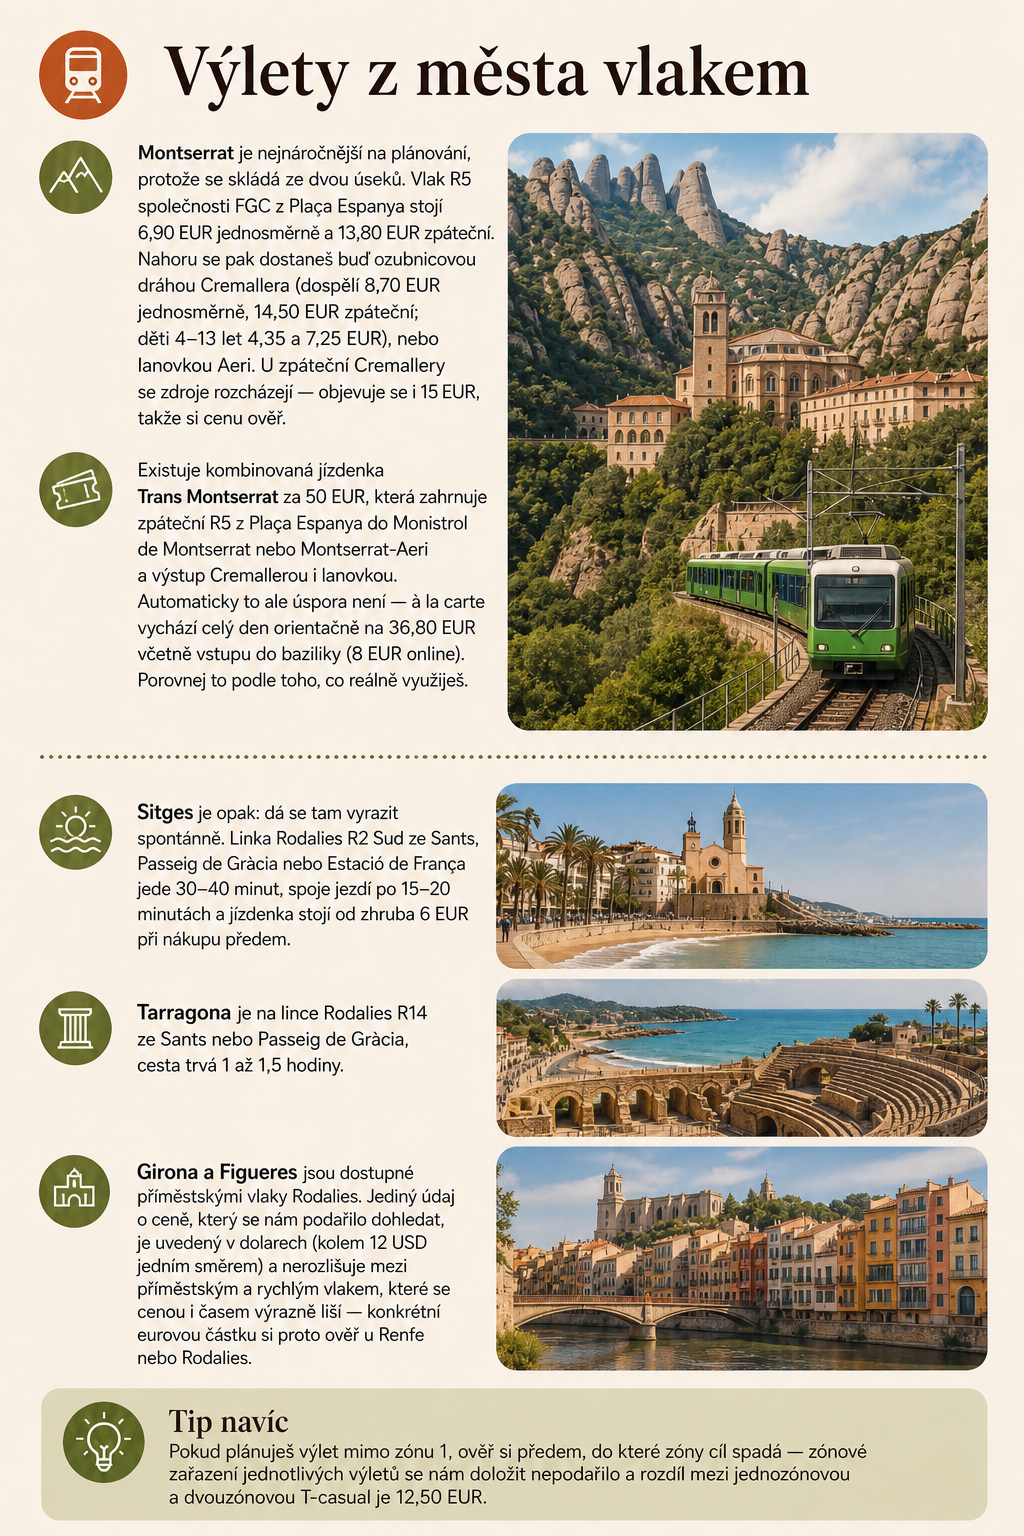 Výlety z města vlakem
Montserrat je nejnáročnější na plánování,
protože se skládá ze dvou úseků. Vlak R5
společnosti FGC z Plaça Espanya stojí
6,90 EUR jednosměrně a 13,80 EUR zpáteční.
Nahoru se pak dostaneš buď ozubnicovou
dráhou Cremallera (dospělí 8,70 EUR
jednosměrně, 14,50 EUR zpáteční;
děti 4–13 let 4,35 a 7,25 EUR), nebo
lanovkou Aeri. U zpáteční Cremallery
se zdroje rozcházejí — objevuje se i 15 EUR,
takže si cenu ověř.
Existuje kombinovaná jízdenka
Trans Montserrat za 50 EUR, která zahrnuje
zpáteční R5 z Plaça Espanya do Monistrol
de Montserrat nebo Montserrat-Aeri
a výstup Cremallerou i lanovkou.
Automaticky to ale úspora není — à la carte
vychází celý den orientačně na 36,80 EUR
včetně vstupu do baziliky (8 EUR online).
Porovnej to podle toho, co reálně využiješ.
Sitges je opak: dá se tam vyrazit
spontánně. Linka Rodalies R2 Sud ze Sants,
Passeig de Gràcia nebo Estació de França
jede 30–40 minut, spoje jezdí po 15–20
minutách a jízdenka stojí od zhruba 6 EUR
při nákupu předem.
Tarragona je na lince Rodalies R14
ze Sants nebo Passeig de Gràcia,
cesta trvá 1 až 1,5 hodiny.
Girona a Figueres jsou dostupné
příměstskými vlaky Rodalies. Jediný údaj
o ceně, který se nám podařilo dohledat,
je uvedený v dolarech (kolem 12 USD
jedním směrem) a nerozlišuje mezi
příměstským a rychlým vlakem, které se
cenou i časem výrazně liší — konkrétní
eurovou částku si proto ověř u Renfe
nebo Rodalies.
Tip navíc
Pokud plánuješ výlet mimo zónu 1, ověř si předem, do které zóny cíl spadá — zónové
zařazení jednotlivých výletů se nám doložit nepodařilo a rozdíl mezi jednozónovou
a dvouzónovou T-casual je 12,50 EUR.